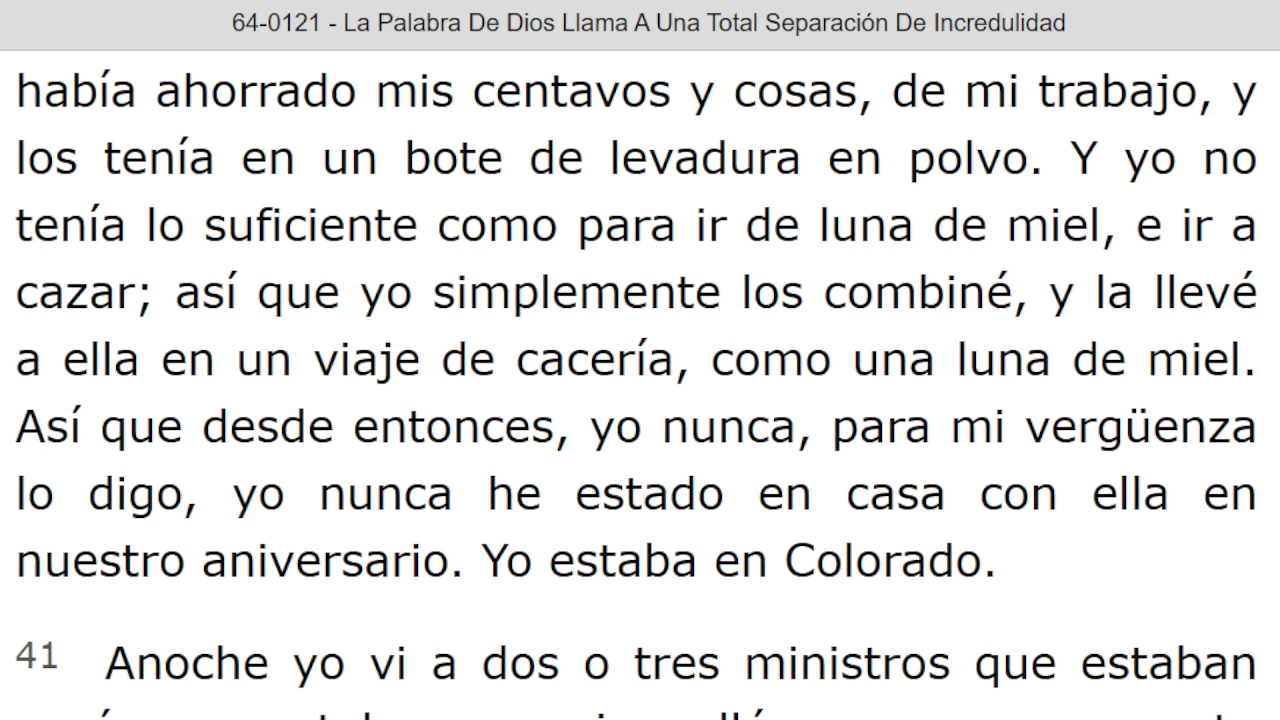 64-0121 - La Palabra De Dios Llama A Una Total Separación De Incredulidad
había ahorrado mis centavos y cosas, de mi trabajo, y
los tenía en un bote de levadura en polvo. Y yo no
tenía lo suficiente como para ir de luna de miel, e ir a
cazar; así que yo simplemente los combiné, y la llevé
a ella en un viaje de cacería, como una luna de miel.
Así que desde entonces, yo nunca, para mi vergüenza
lo digo, yo nunca he estado en casa con ella en
nuestro aniversario. Yo estaba en Colorado.
41 Anoche yo vi a dos o tres ministros que estaban